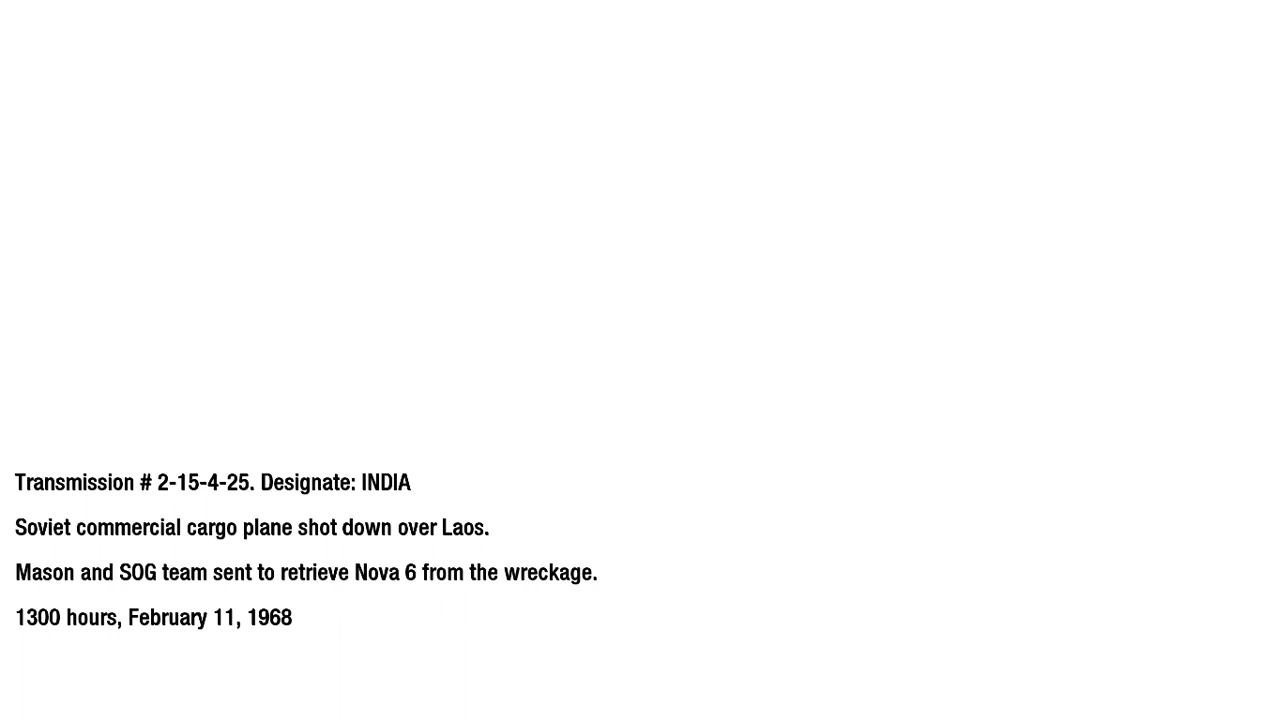 Transmission # 2-15-4-25. Designate: INDIA
Soviet commercial cargo plane shot down over Laos.
Mason and SOG team sent to retrieve Nova 6 from the wreckage.
1300 hours, February 11, 1968